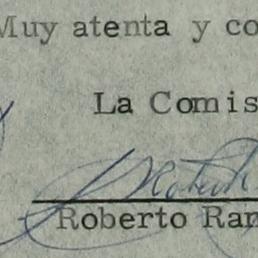 Muy atenta y co
La Comis
Roberto Ram